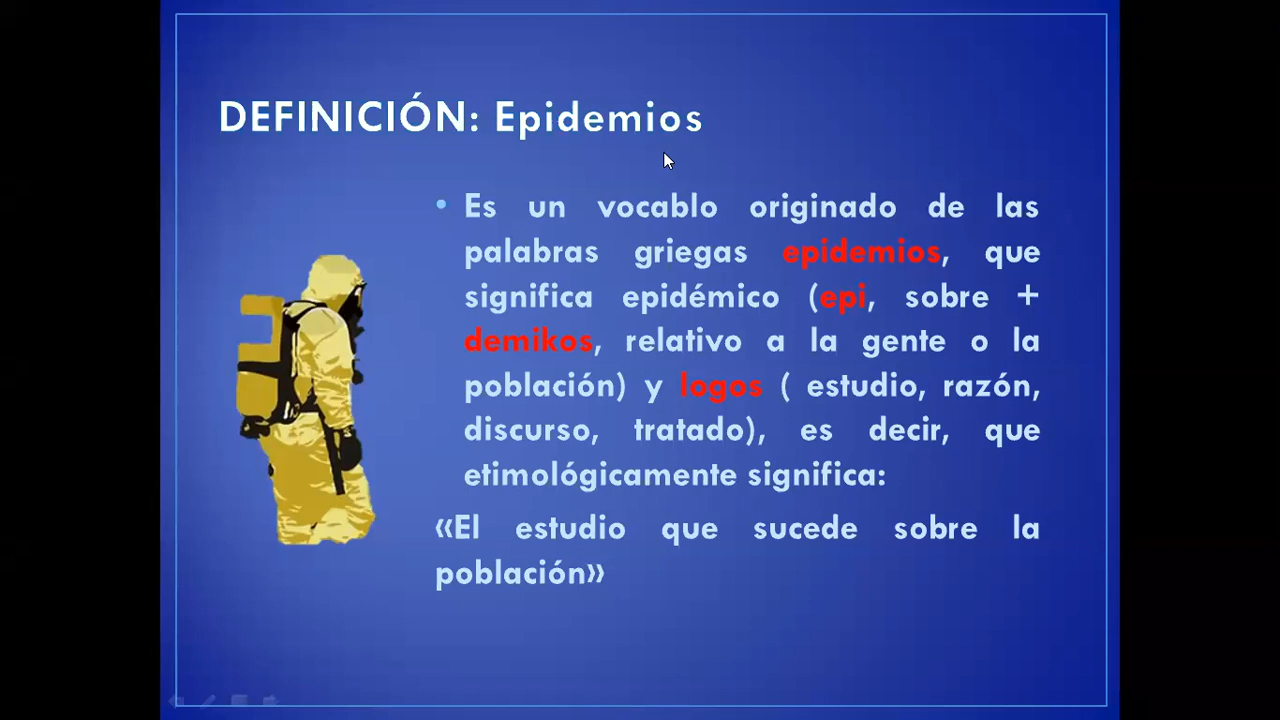 DEFINICIÓN: Epidemios
• Es un vocablo originado de las
palabras griegas epidemios, que
significa epidémico (epi, sobre +
demikos, relativo a la gente o la
población) y logos ( estudio, razón,
discurso, tratado), es decir, que
etimológicamente significa:
«El estudio que sucede sobre la
población»